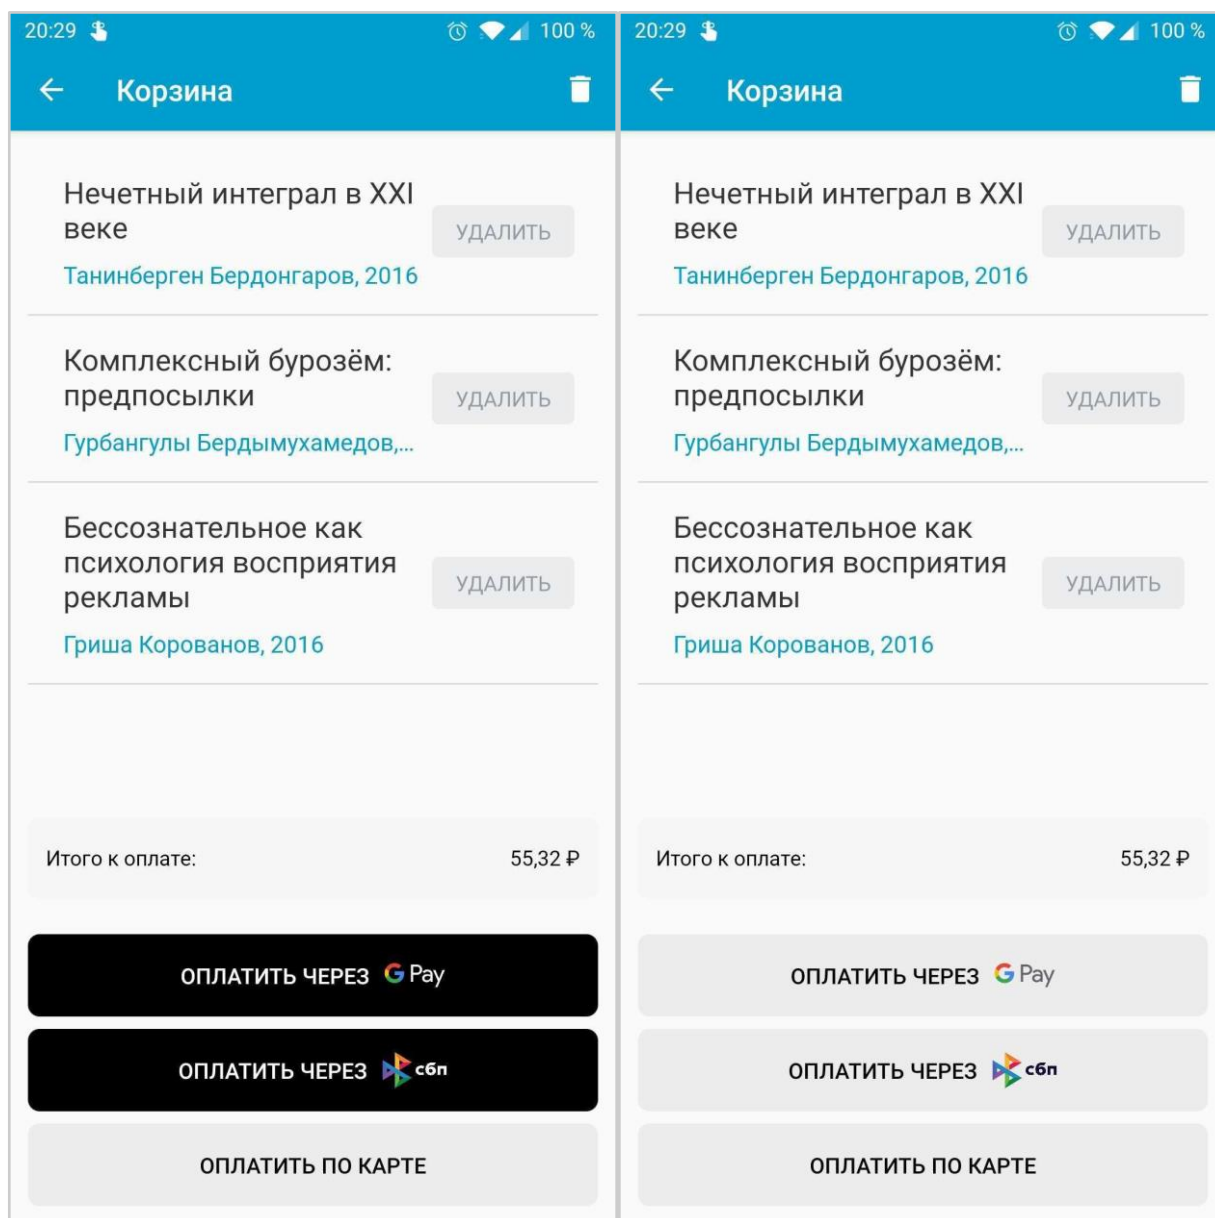 20:29
100 %
Корзина
Нечетный интеграл в XXI
веке
УДАЛИТЬ
Танинберген Бердонгаров, 2016
Комплексный бурозём:
предпосылки
УДАЛИТЬ
Гурбангулы Бердымухамедов,...
Бессознательное как
психология восприятия
рекламы
УДАЛИТЬ
Гриша Корованов, 2016
Итого к оплате: 55,32 ₽
ОПЛАТИТЬ ЧЕРЕЗ G Pay
ОПЛАТИТЬ ЧЕРЕЗ сбп
ОПЛАТИТЬ ПО КАРТЕ
20:29
100 %
Корзина
Нечетный интеграл в XXI
веке
УДАЛИТЬ
Танинберген Бердонгаров, 2016
Комплексный бурозём:
предпосылки
УДАЛИТЬ
Гурбангулы Бердымухамедов,...
Бессознательное как
психология восприятия
рекламы
УДАЛИТЬ
Гриша Корованов, 2016
Итого к оплате: 55,32 ₽
ОПЛАТИТЬ ЧЕРЕЗ G Pay
ОПЛАТИТЬ ЧЕРЕЗ сбп
ОПЛАТИТЬ ПО КАРТЕ